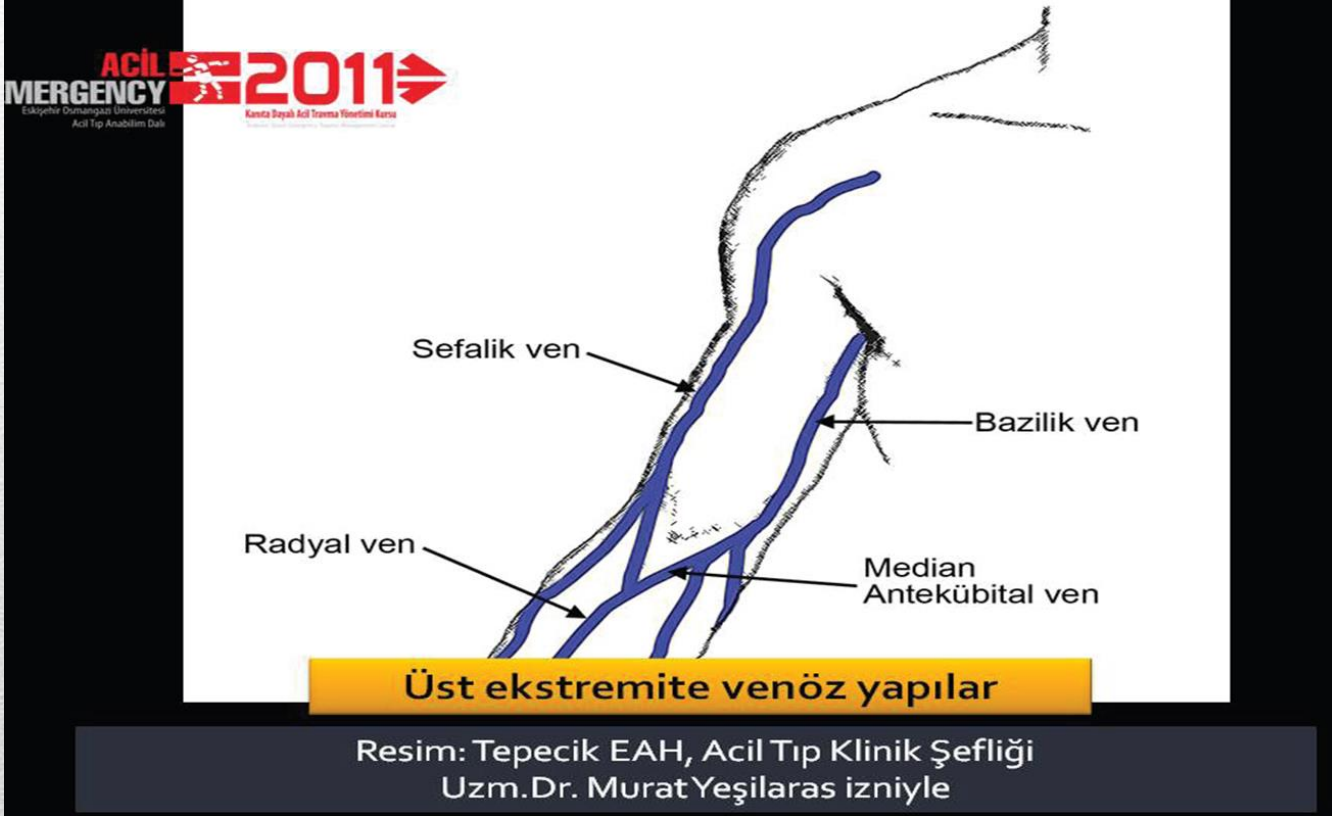 ACİL
MERGENCY 2011
Eskişehir Osmangazi Üniversitesi
Acil Tıp Anabilim Dalı
Kanıta Dayalı Acil Travma Yönetimi Kursu
Sefalik ven
Bazilik ven
Radyal ven
Median
Antekübital ven
Üst ekstremite venöz yapılar
Resim: Tepecik EAH, Acil Tıp Klinik Şefliği
Uzm.Dr. Murat Yeşilaras izniyle